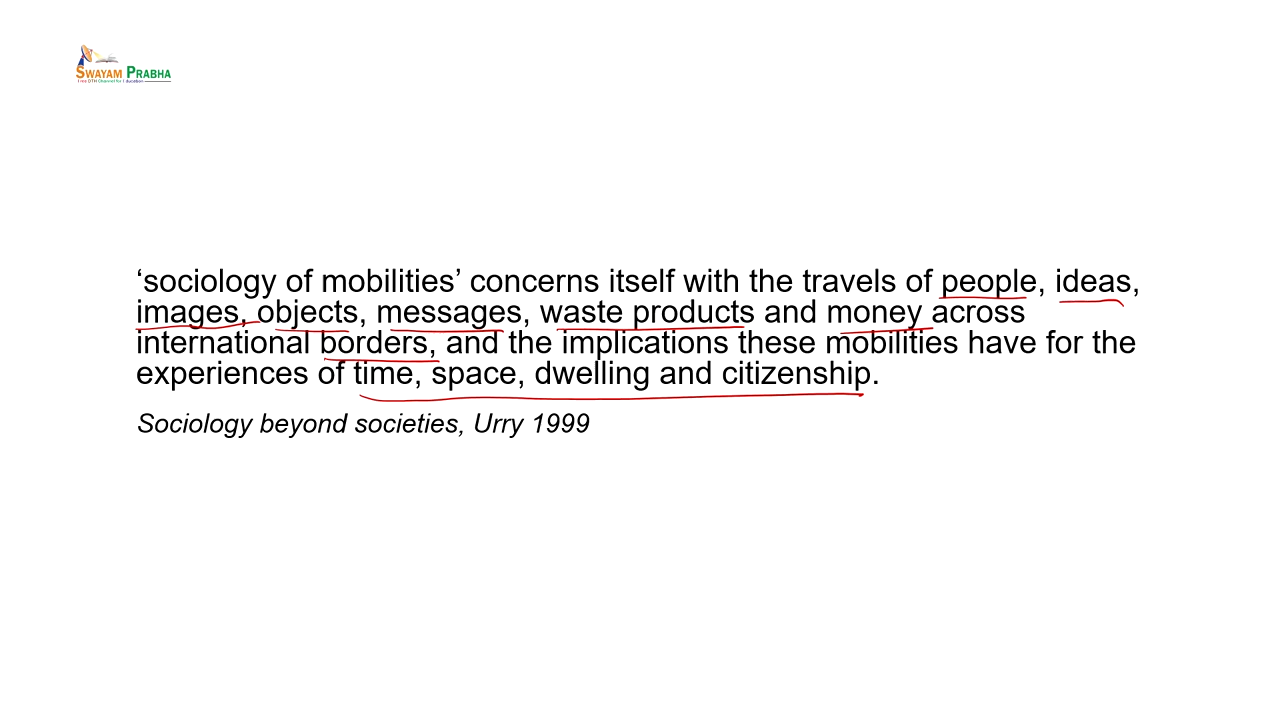 SWAYAM PRABHA
‘sociology of mobilities’ concerns itself with the travels of people, ideas,
images, objects, messages, waste products and money across
international borders, and the implications these mobilities have for the
experiences of time, space, dwelling and citizenship.
Sociology beyond societies, Urry 1999